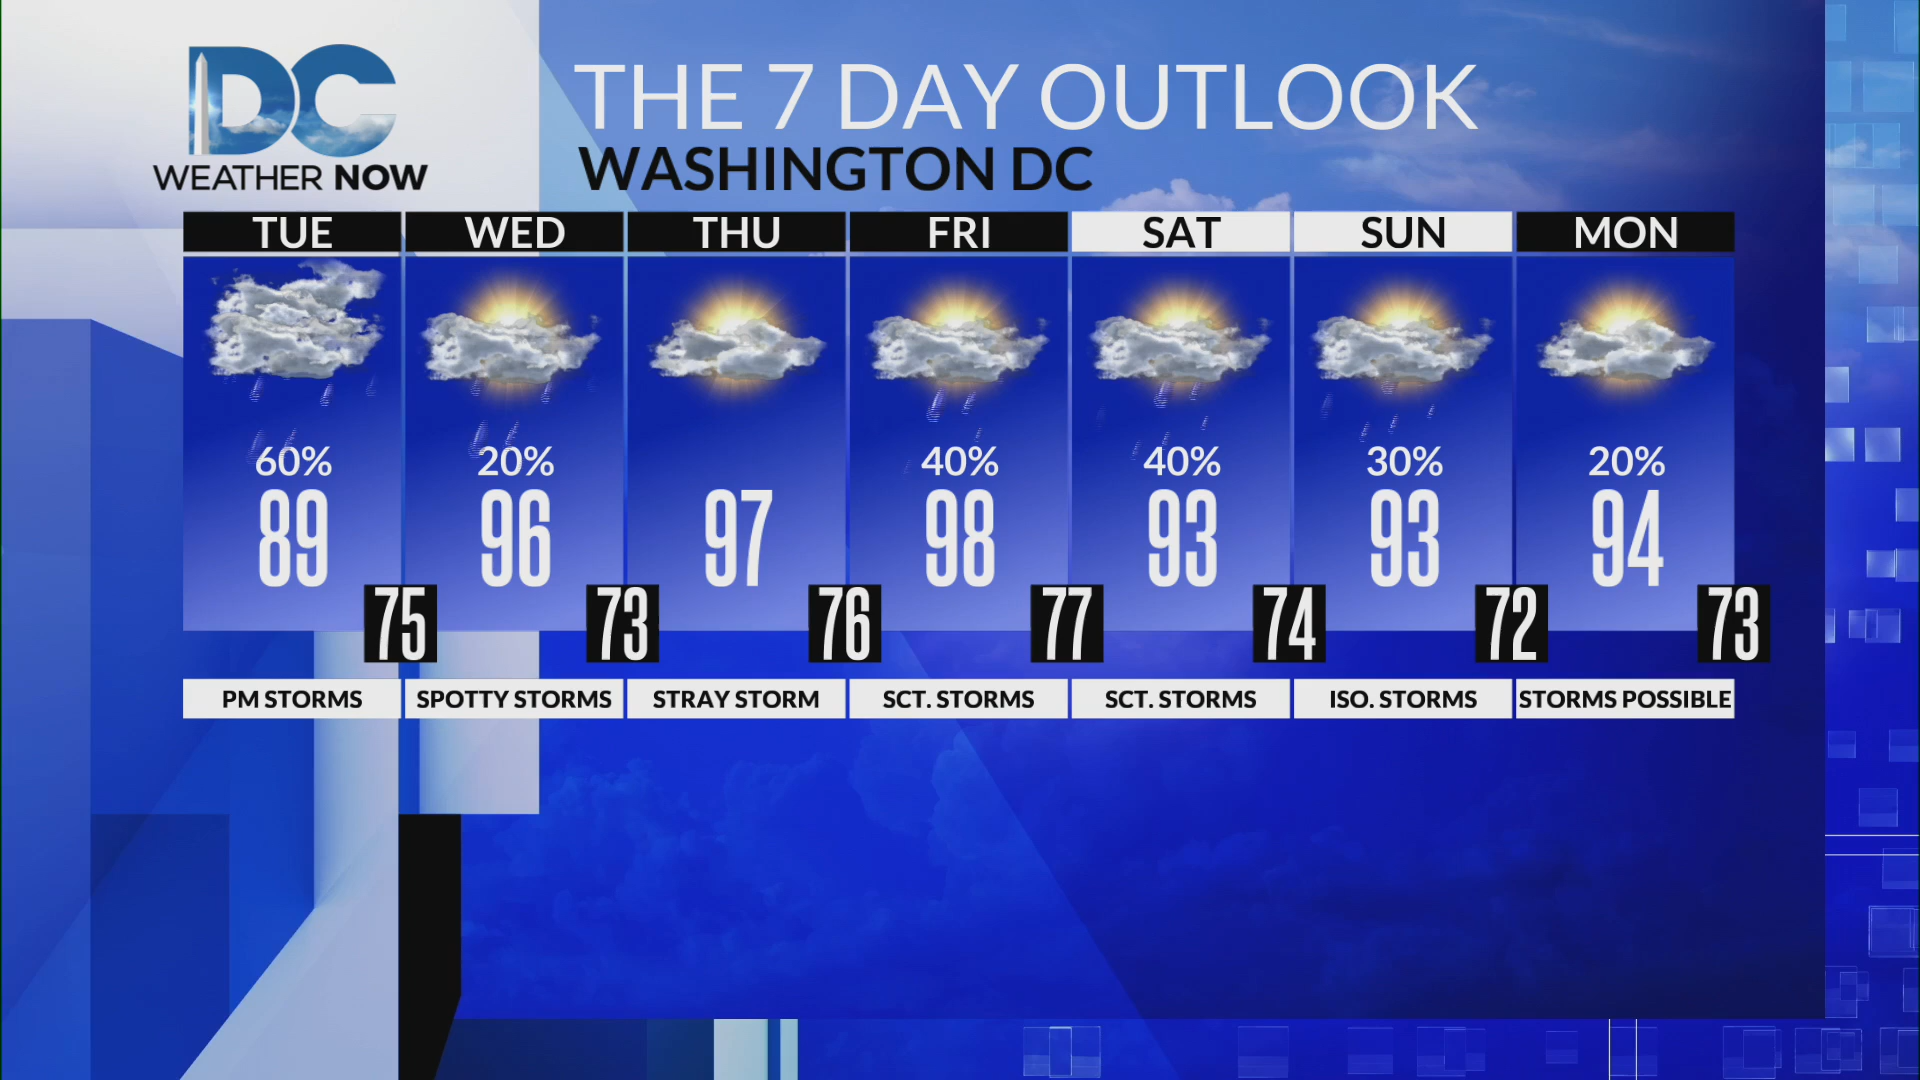 DC
WEATHER NOW
THE 7 DAY OUTLOOK
WASHINGTON DC
TUE WED THU FRI SAT SUN MON
60% 20% 40% 40% 30% 20%
89 96 97 98 93 93 94
75 73 76 77 74 72 73
PM STORMS SPOTTY STORMS STRAY STORM SCT. STORMS SCT. STORMS ISO. STORMS STORMS POSSIBLE